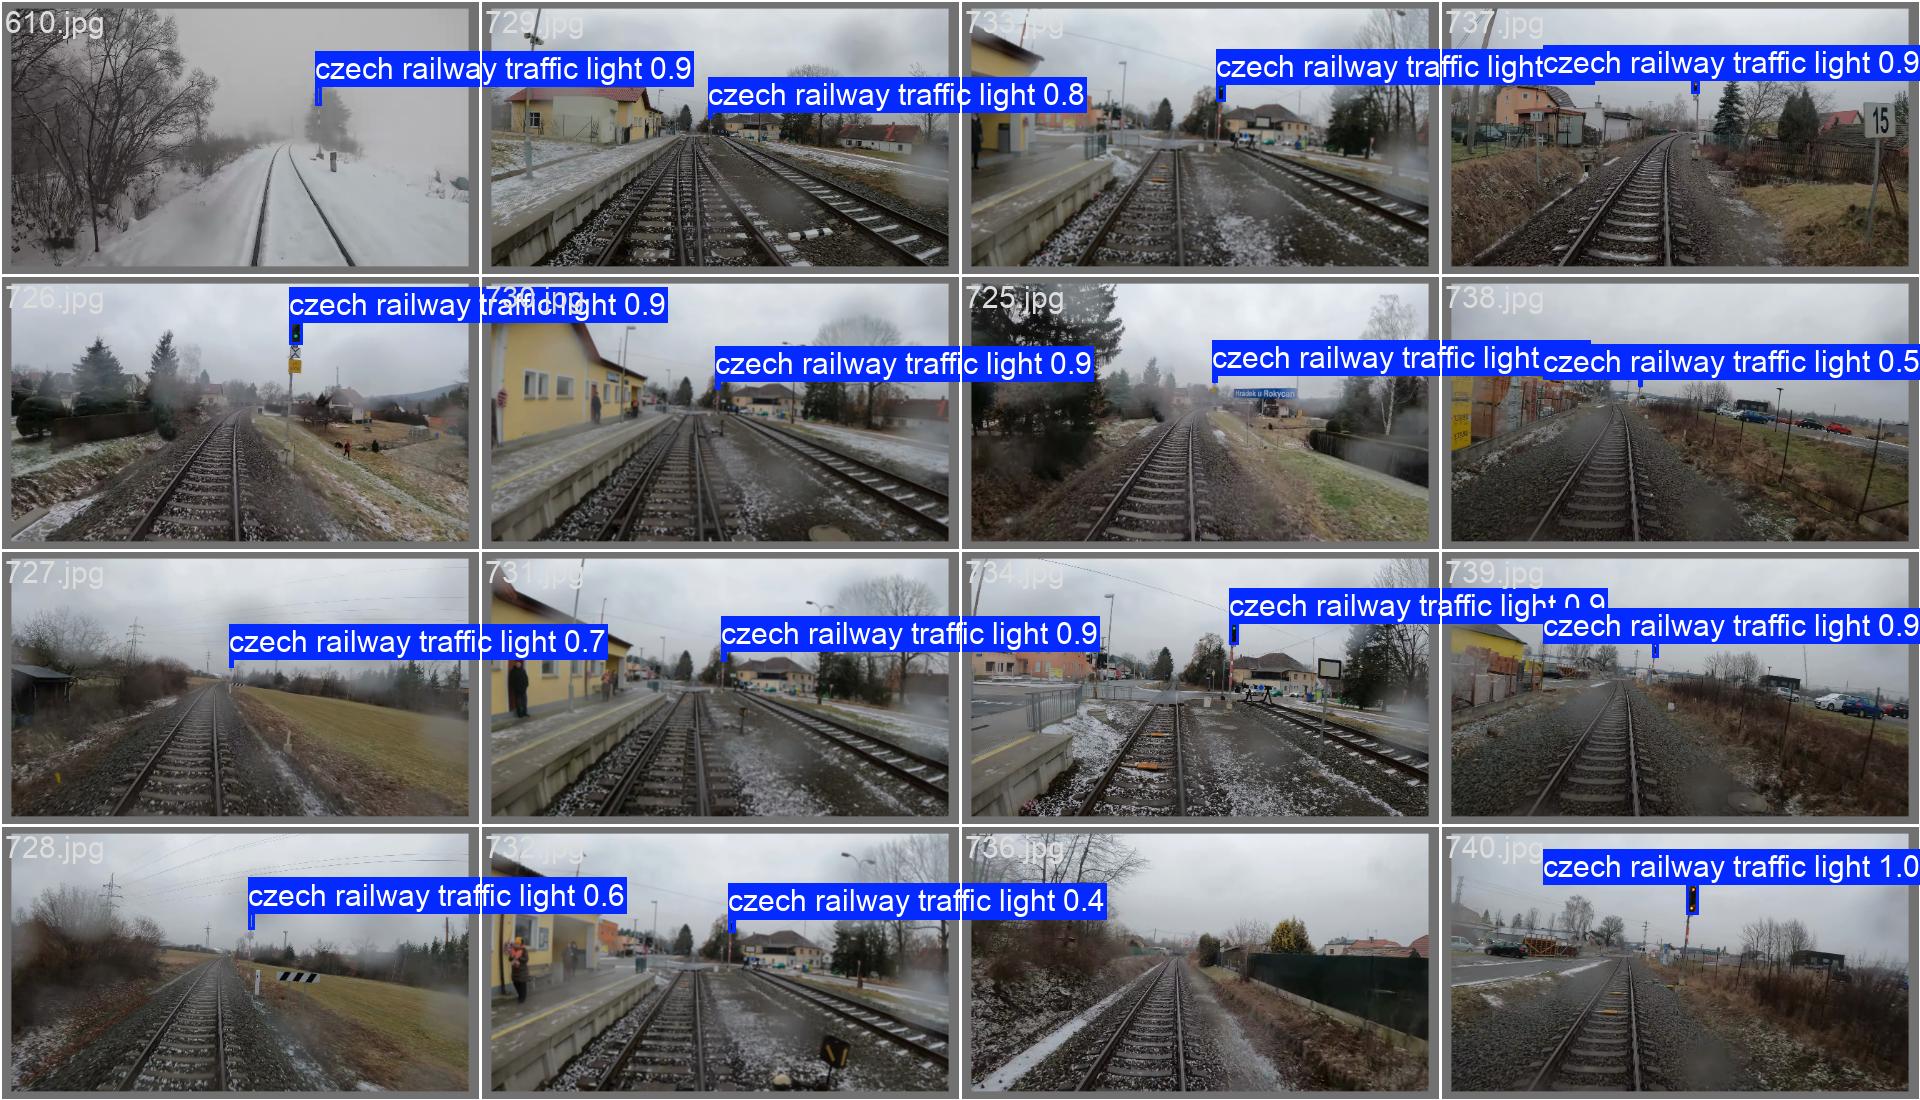 610.jpg
czech railway traffic light 0.9
729.jpg
czech railway traffic light 0.8
733.jpg
czech railway traffic light
737.jpg
czech railway traffic light 0.9
15
726.jpg
czech railway traffic light 0.9
730.jpg
czech railway traffic light 0.9
725.jpg
czech railway traffic light
Hrádek u Rokycan
738.jpg
czech railway traffic light 0.5
727.jpg
czech railway traffic light 0.7
731.jpg
czech railway traffic light 0.9
734.jpg
czech railway traffic light 0.9
739.jpg
czech railway traffic light 0.9
728.jpg
czech railway traffic light 0.6
732.jpg
czech railway traffic light 0.4
736.jpg
740.jpg
czech railway traffic light 1.0